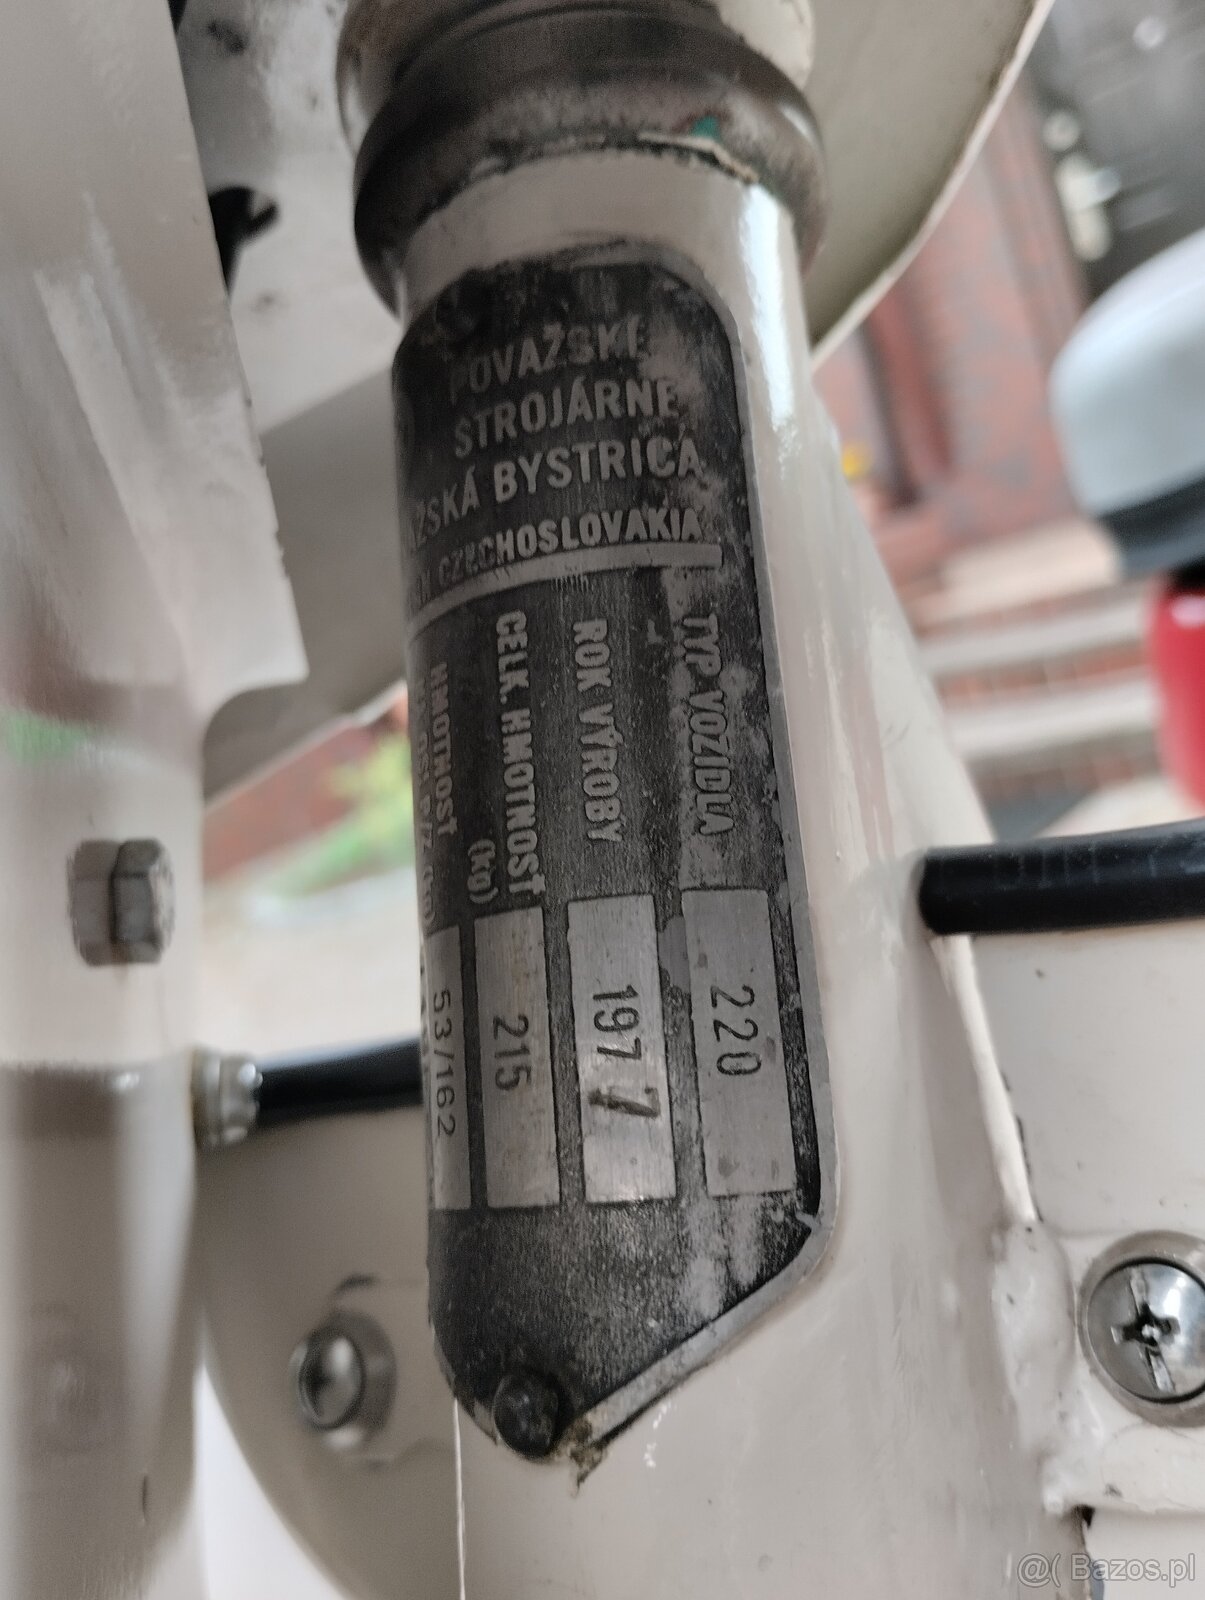 POVAŽSKÉ
STROJÁRNE
BYSTRICA
CZECHOSLOVAKIA
TYP VOZIDLA 220
ROK VÝROBY 1977
CELK. HMOTNOSŤ (kg) 215
HMOTNOSŤ
53/162
@( Bazos.pl